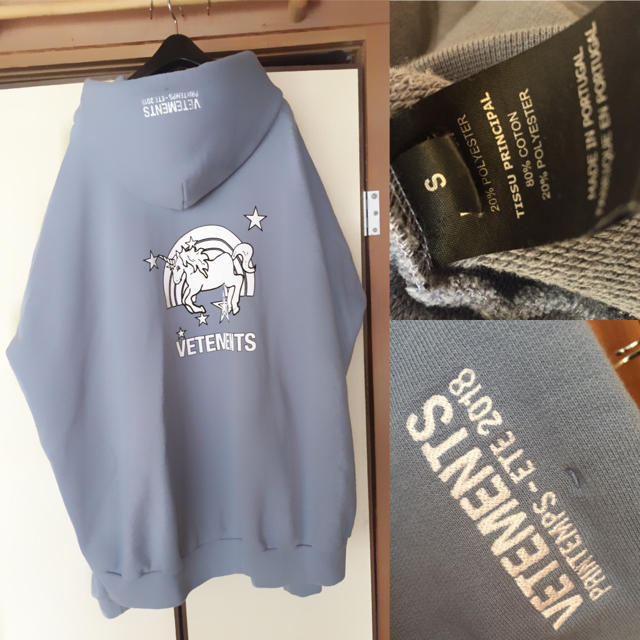 VETEMENTS
PRINTEMPS-ETE 2018
VETEMENTS
S
20% POLYESTER
TISSU PRINCIPAL
80% COTON
20% POLYESTER
MADE IN PORTUGAL
FABRIQUE EN PORTUGAL
VETEMENTS
PRINTEMPS-ETE 2018